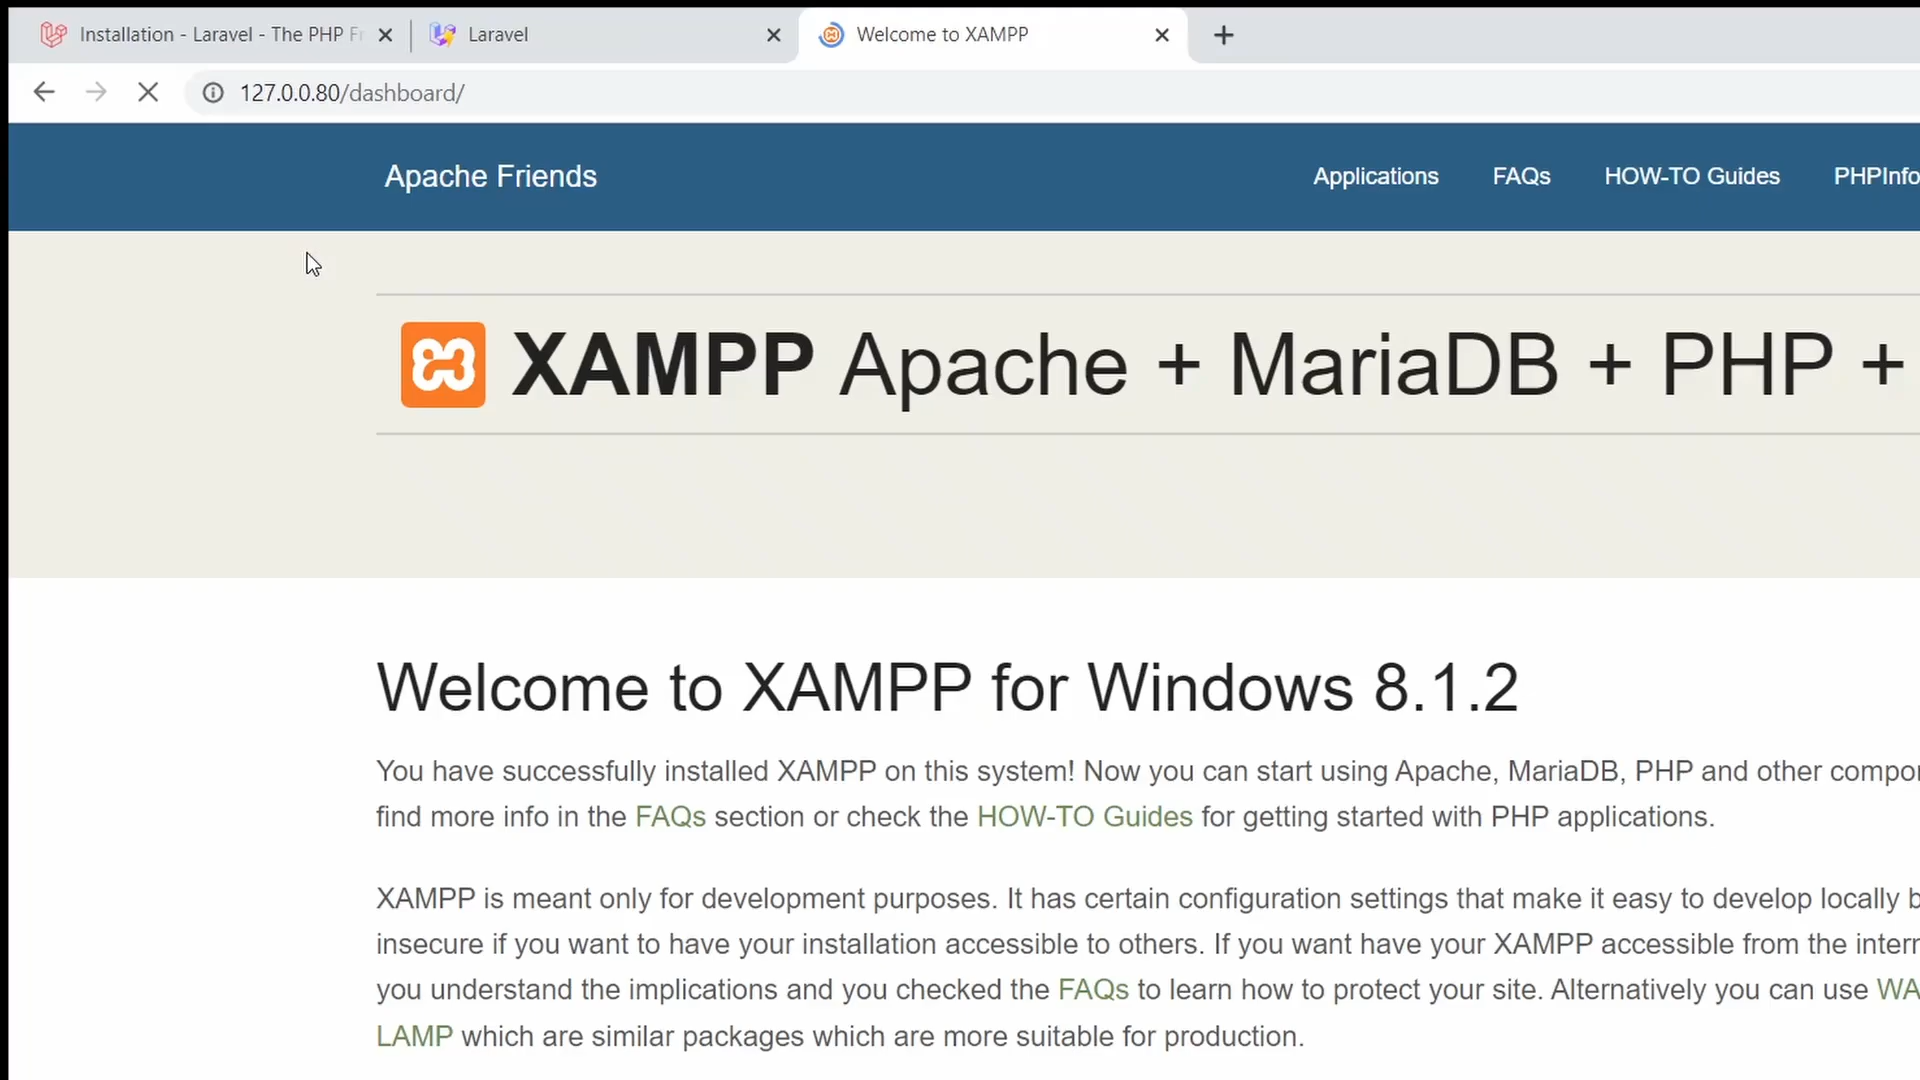 Installation - Laravel - The PHP Fr
Laravel
Welcome to XAMPP
127.0.0.80/dashboard/
Apache Friends
Applications
FAQs
HOW-TO Guides
PHPInfo
XAMPP Apache + MariaDB + PHP +
Welcome to XAMPP for Windows 8.1.2
You have successfully installed XAMPP on this system! Now you can start using Apache, MariaDB, PHP and other compo
find more info in the FAQs section or check the HOW-TO Guides for getting started with PHP applications.
XAMPP is meant only for development purposes. It has certain configuration settings that make it easy to develop locally b
insecure if you want to have your installation accessible to others. If you want have your XAMPP accessible from the inter
you understand the implications and you checked the FAQs to learn how to protect your site. Alternatively you can use WA
LAMP which are similar packages which are more suitable for production.